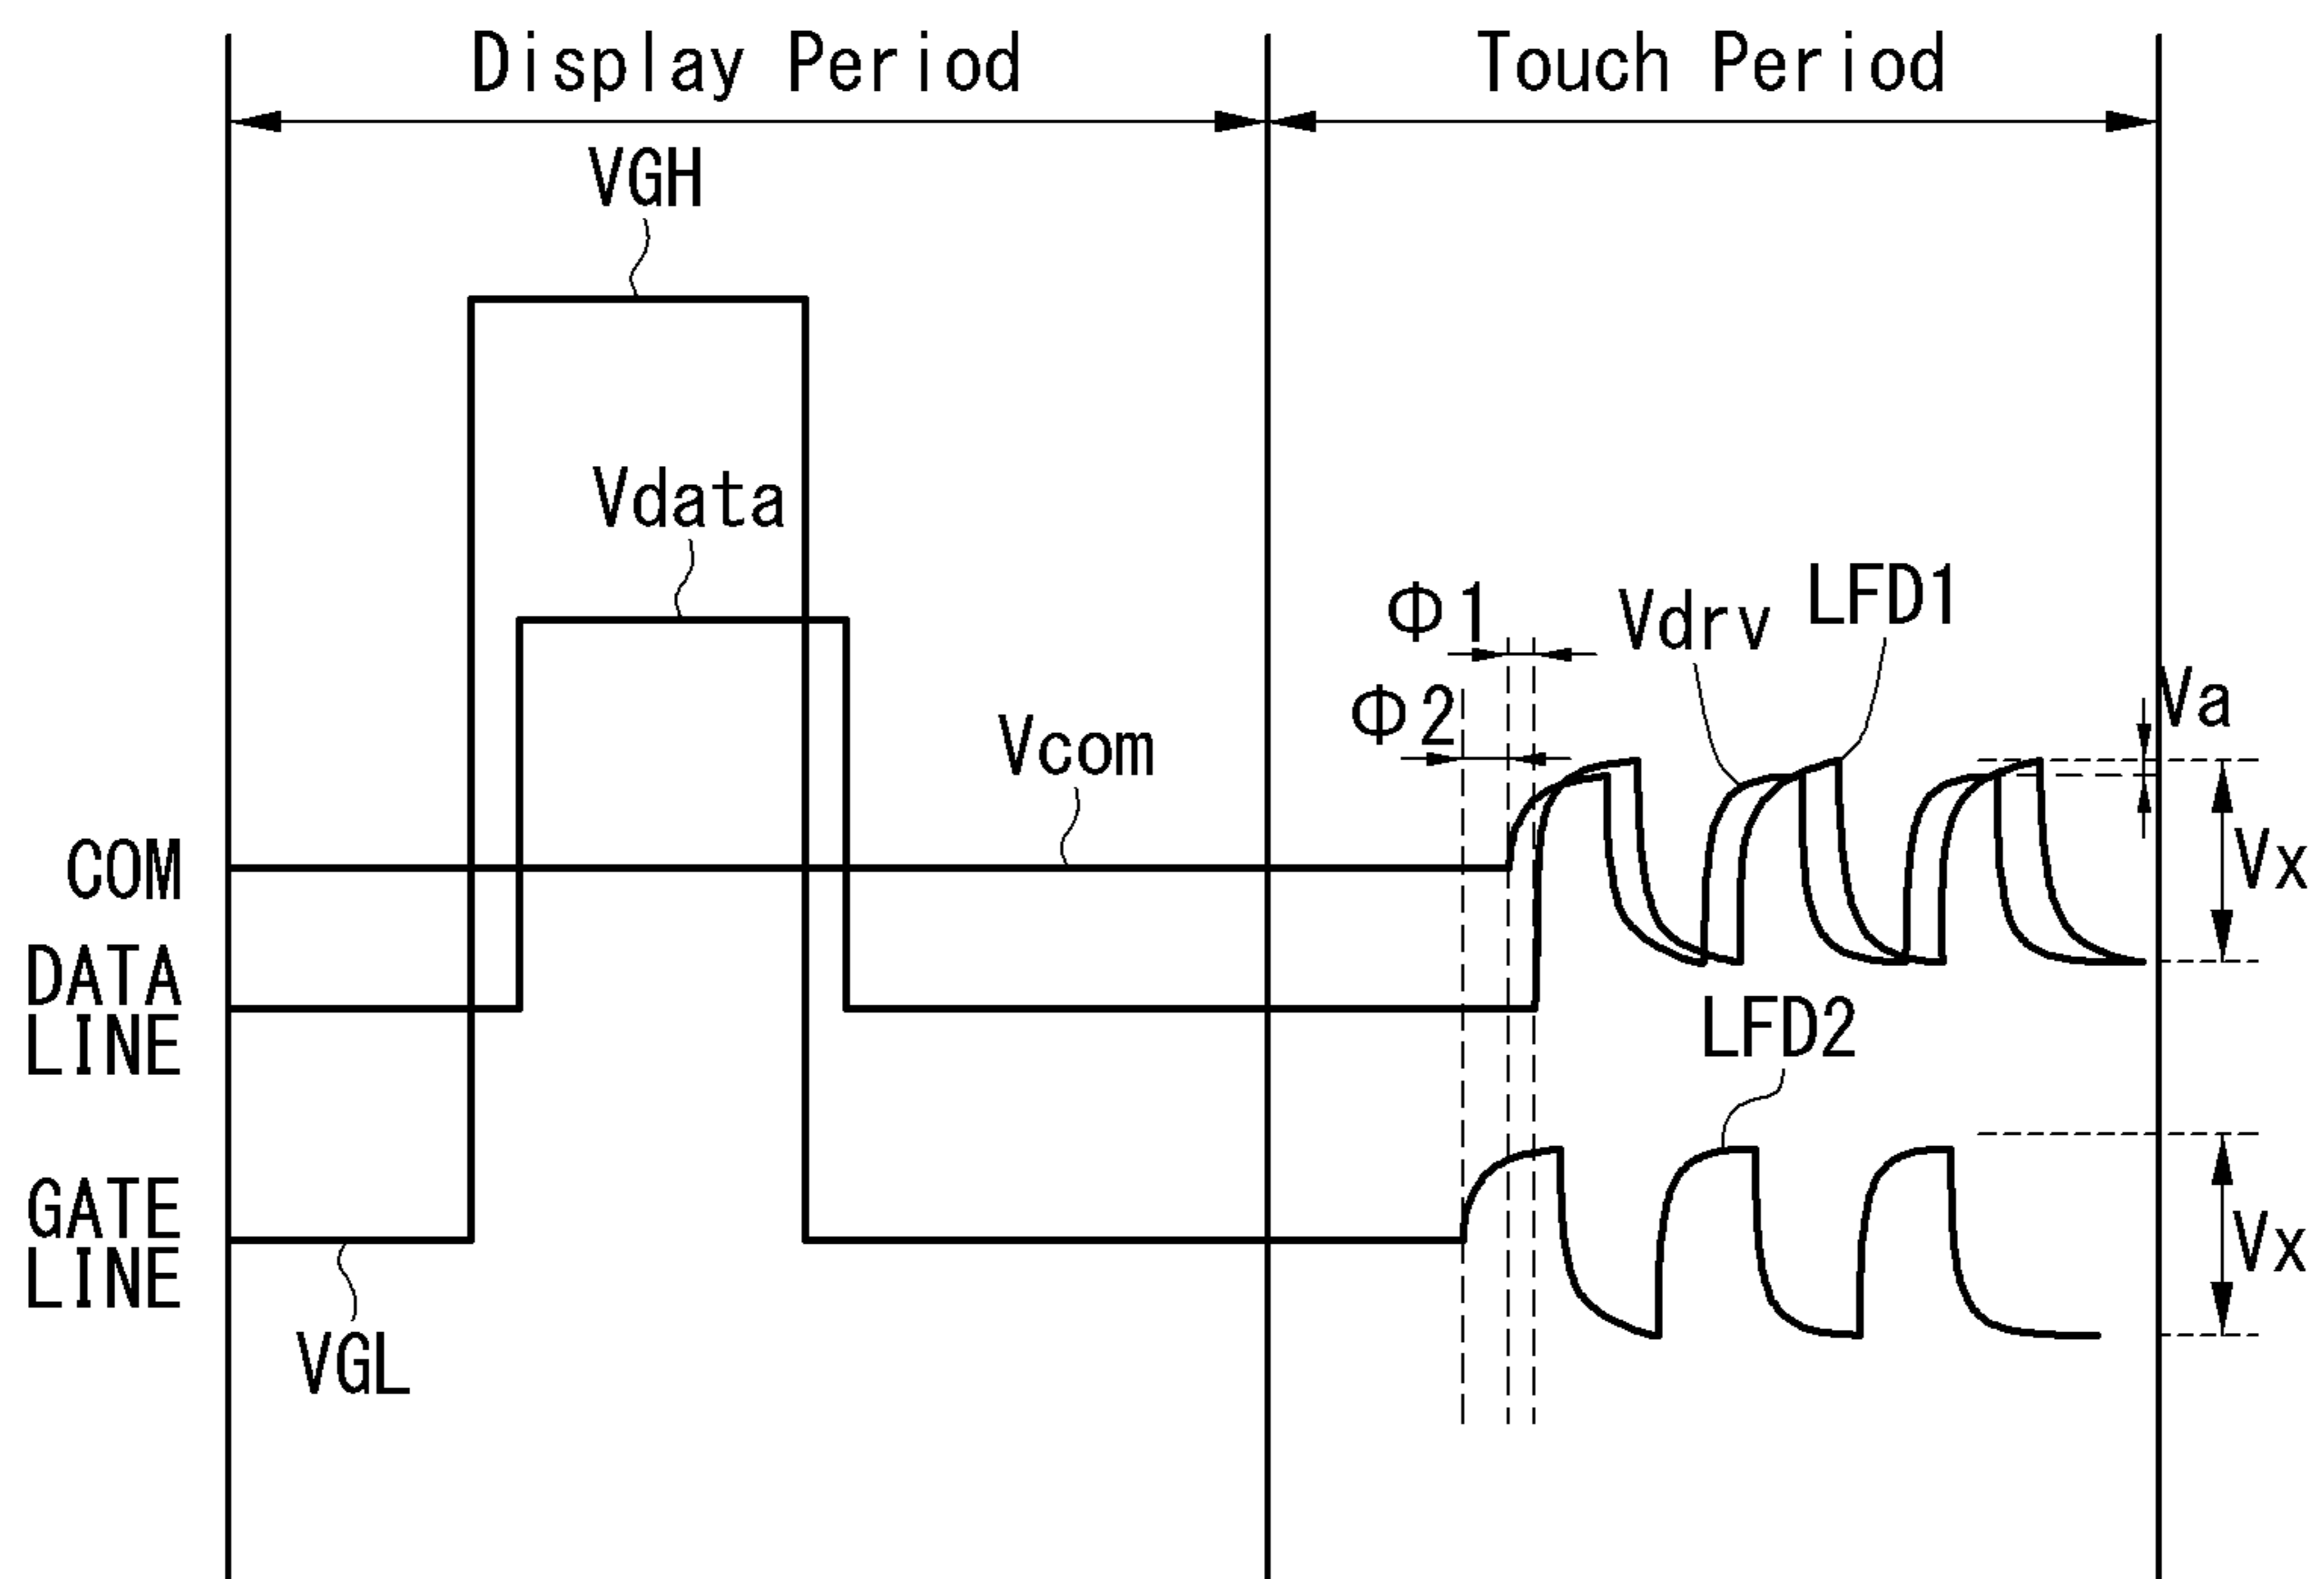 Display Period
Touch Period
VGH
Vdata
Φ1
Vdrv
LFD1
Φ2
Va
Vcom
COM
Vx
DATA
LINE
LFD2
GATE
LINE
Vx
VGL